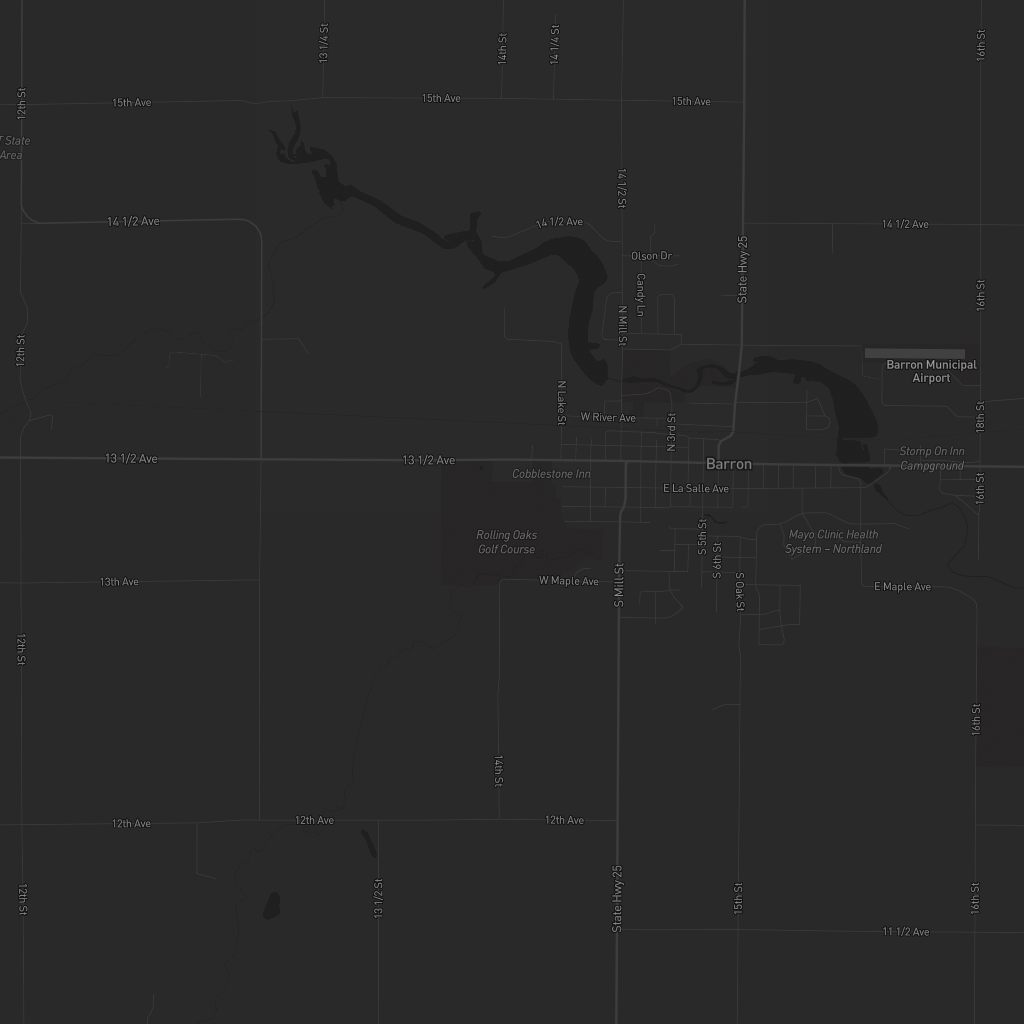 13 1/4 St
14th St
14 1/4 St
16th St
12th St
15th Ave
15th Ave
15th Ave
State
Area
14 1/2 St
14 1/2 Ave
14 1/2 Ave
14 1/2 Ave
Olson Dr
State Hwy 25
Candy Ln
16th St
N Mill St
12th St
Barron Municipal
Airport
N Lake St
W River Ave
N 3rd St
18th St
13 1/2 Ave
13 1/2 Ave
Barron
Stomp On Inn
Campground
Cobblestone Inn
E La Salle Ave
16th St
Rolling Oaks
Golf Course
S 5th St
S 6th St
Mayo Clinic Health
System – Northland
13th Ave
W Maple Ave
S Mill St
S Oak St
E Maple Ave
12th St
16th St
14th St
12th Ave
12th Ave
12th Ave
12th St
13 1/2 St
State Hwy 25
15th St
16th St
11 1/2 Ave